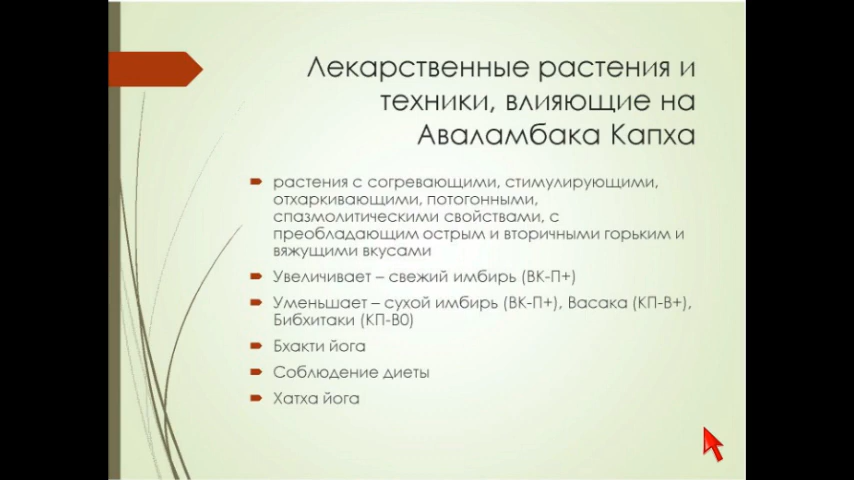 Лекарственные растения и
техники, влияющие на
Аваламбака Капха
растения с согревающими, стимулирующими,
отхаркивающими, потогонными,
спазмолитическими свойствами, с
преобладающим острым и вторичными горьким и
вяжущими вкусами
Увеличивает – свежий имбирь (ВК-П+)
Уменьшает – сухой имбирь (ВК-П+), Васака (КП-В+),
Бибхитаки (КП-В0)
Бхакти йога
Соблюдение диеты
Хатха йога